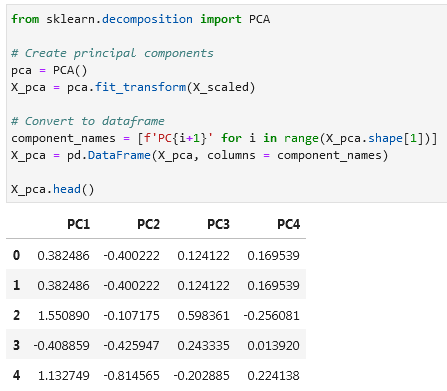 from sklearn.decomposition import PCA
# Create principal components
pca = PCA()
X_pca = pca.fit_transform(X_scaled)
# Convert to dataframe
component_names = [f'PC{i+1}' for i in range(X_pca.shape[1])]
X_pca = pd.DataFrame(X_pca, columns = component_names)
X_pca.head()
PC1 PC2 PC3 PC4
0 0.382486 -0.400222 0.124122 0.169539
1 0.382486 -0.400222 0.124122 0.169539
2 1.550890 -0.107175 0.598361 -0.256081
3 -0.408859 -0.425947 0.243335 0.013920
4 1.132749 -0.814565 -0.202885 0.224138